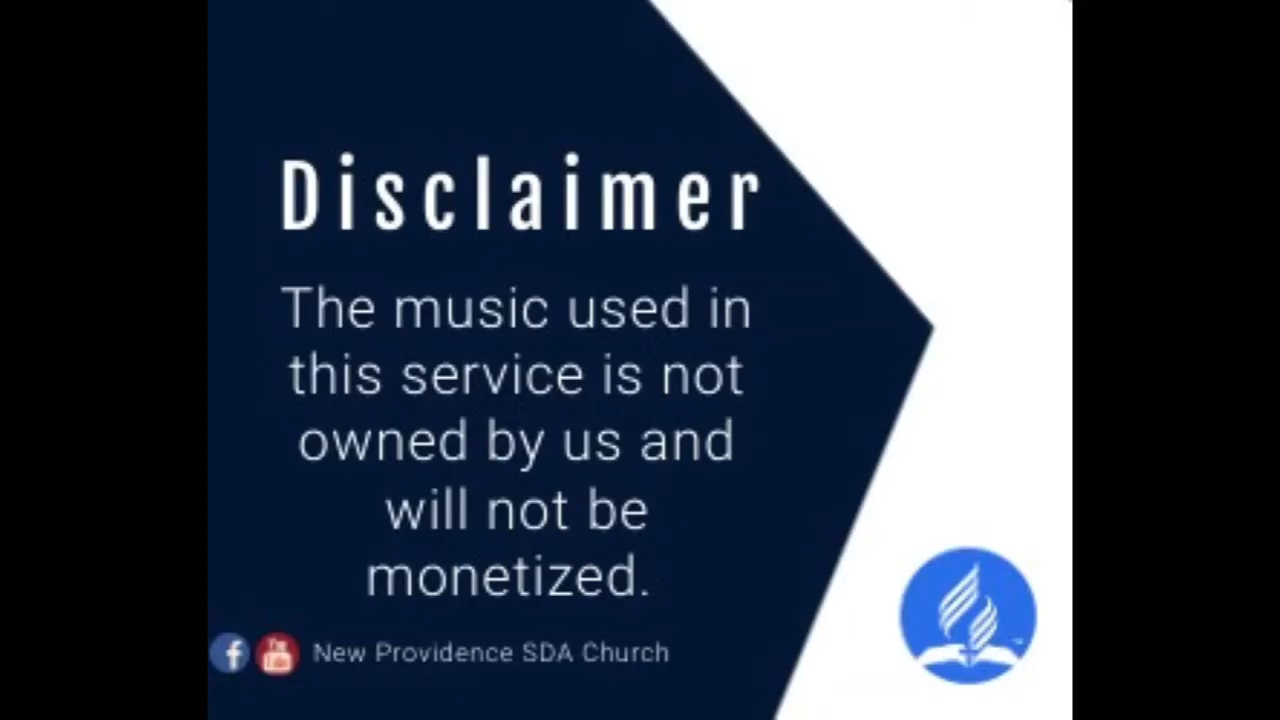 Disclaimer
The music used in
this service is not
owned by us and
will not be
monetized.
New Providence SDA Church